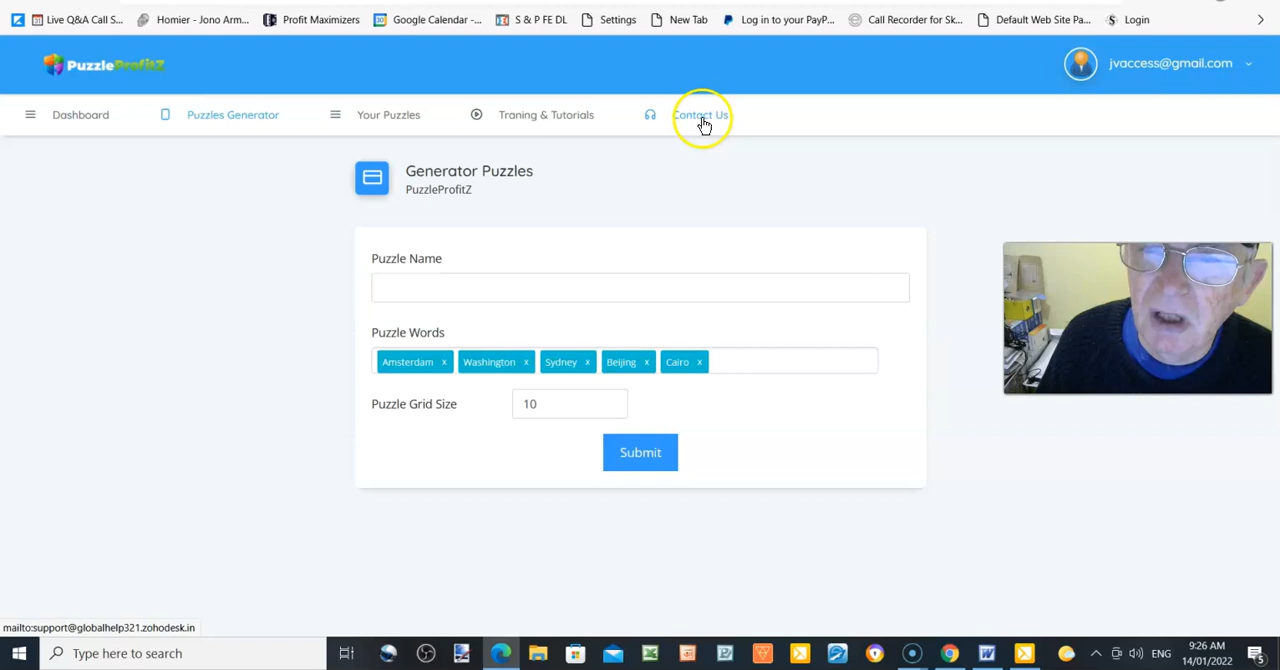 Live Q&A Call S... Homier - Jono Arm... Profit Maximizers Google Calendar -... S & P FE DL Settings New Tab Log in to your PayP... Call Recorder for Sk... Default Web Site Pa... Login
PuzzleProfitZ jvaccess@gmail.com
Dashboard Puzzles Generator Your Puzzles Traning & Tutorials Contact Us
Generator Puzzles
PuzzleProfitZ
Puzzle Name
Puzzle Words
Amsterdam x Washington x Sydney x Beijing x Cairo x
Puzzle Grid Size 10
Submit
mailto:support@globalhelp321.zohodesk.in
Type here to search ENG 9:26 AM
14/01/2022